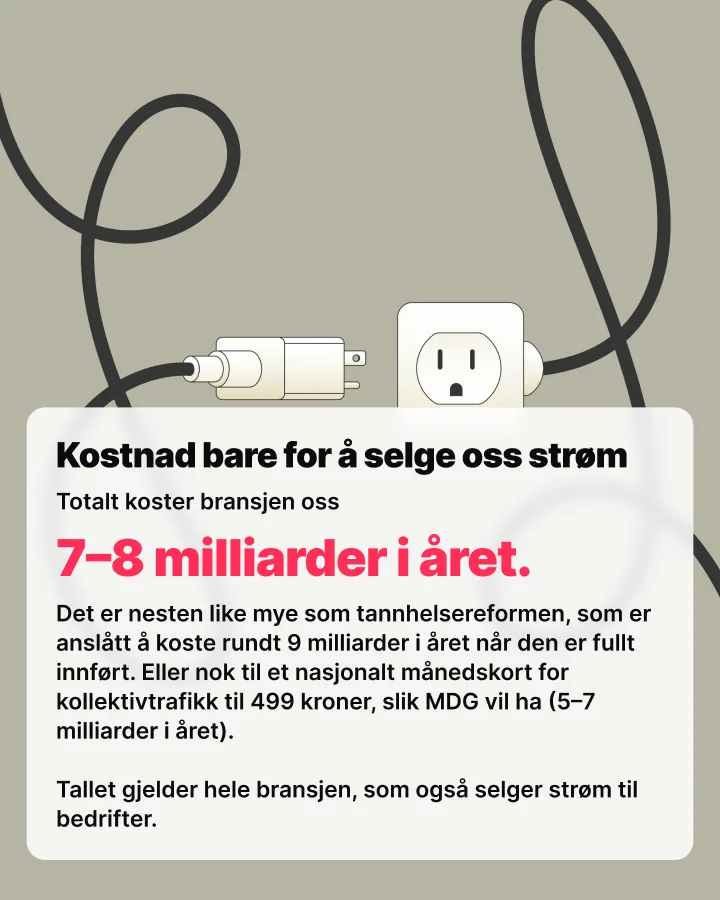 Kostnad bare for å selge oss strøm
Totalt koster bransjen oss
7–8 milliarder i året.
Det er nesten like mye som tannhelsereformen, som er
anslått å koste rundt 9 milliarder i året når den er fullt
innført. Eller nok til et nasjonalt månedskort for
kollektivtrafikk til 499 kroner, slik MDG vil ha (5–7
milliarder i året).
Tallet gjelder hele bransjen, som også selger strøm til
bedrifter.